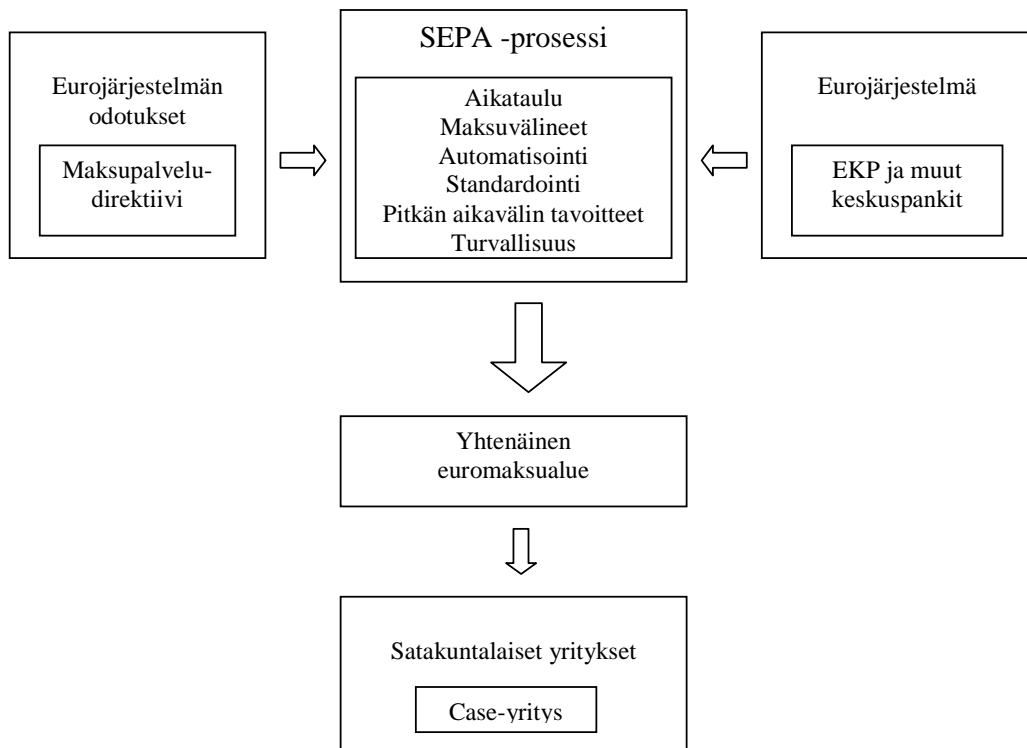 Eurojärjestelmän
odotukset
Maksupalvelu-
direktiivi
SEPA -prosessi
Aikataulu
Maksuvälineet
Automatisointi
Standardointi
Pitkän aikavälin tavoitteet
Turvallisuus
Eurojärjestelmä
EKP ja muut
keskuspankit
Yhtenäinen
euromaksualue
Satakuntalaiset yritykset
Case-yritys